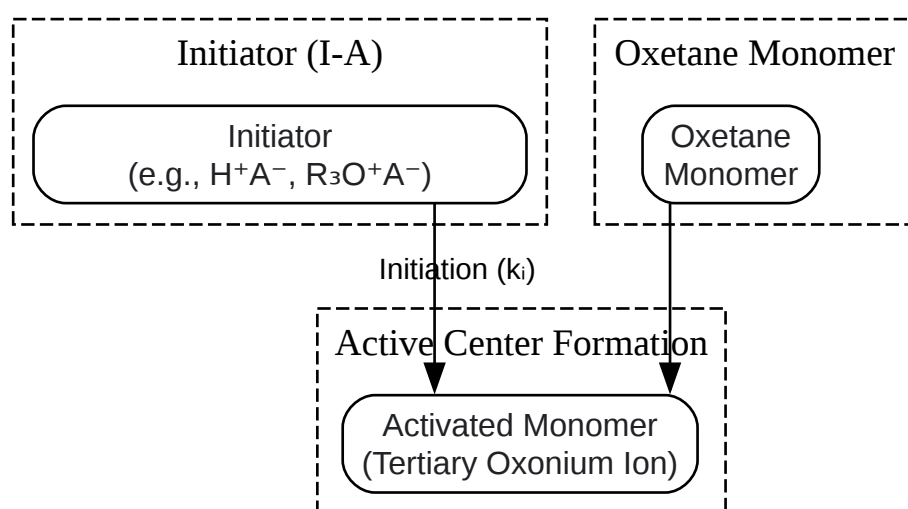 Initiator (I-A)
Initiator
(e.g., H⁺A⁻, R₃O⁺A⁻)
Oxetane Monomer
Oxetane
Monomer
Initiation (kᵢ)
Active Center Formation
Activated Monomer
(Tertiary Oxonium Ion)